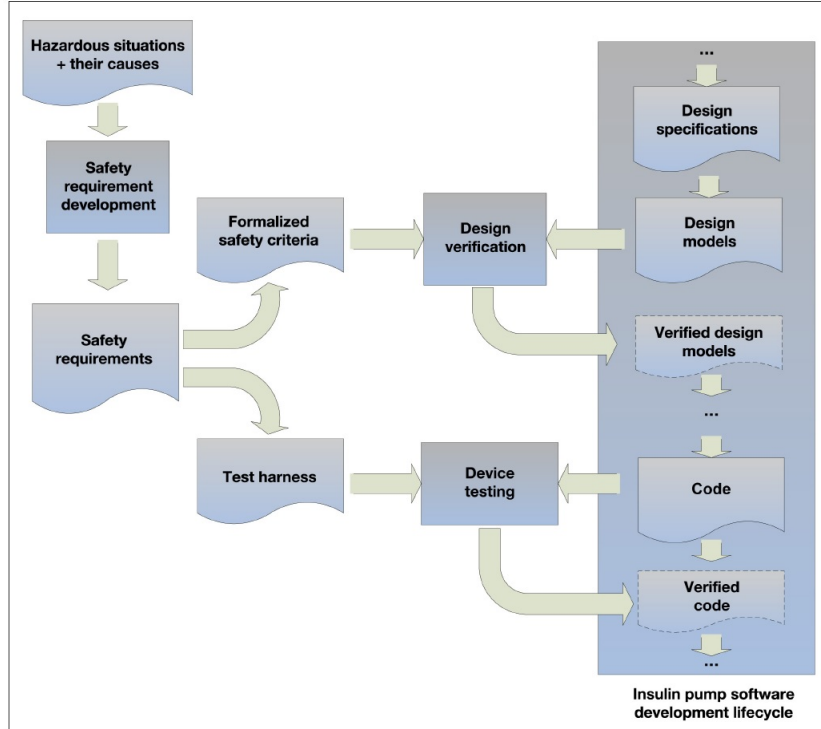 Hazardous situations
+ their causes
Safety
requirement
development
Safety
requirements
Formalized
safety criteria
Test harness
Design
verification
Device
testing
...
Design
specifications
Design
models
Verified design
models
...
Code
Verified
code
...
Insulin pump software
development lifecycle